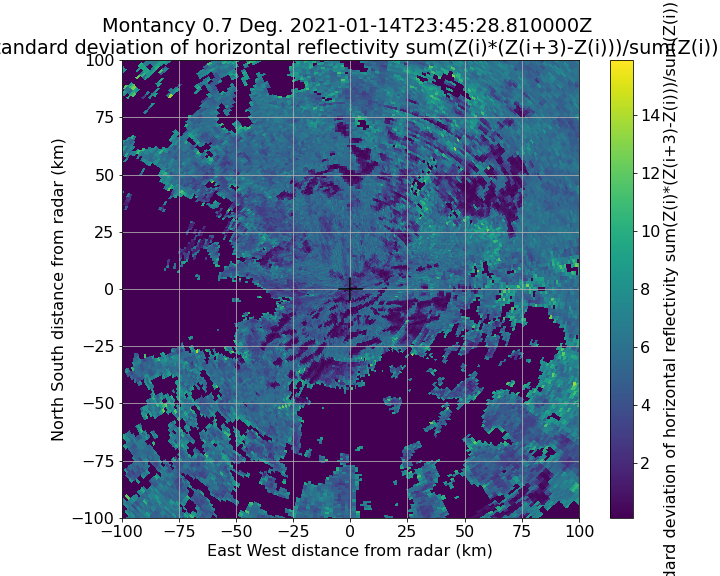 Montancy 0.7 Deg. 2021-01-14T23:45:28.810000Z
tandard deviation of horizontal reflectivity sum(Z(i)*(Z(i+3)-Z(i)))/sum(Z(i))
100
75
50
25
0
−25
−50
−75
−100
North South distance from radar (km)
−100 −75 −50 −25 0 25 50 75 100
East West distance from radar (km)
14
12
10
8
6
4
2
dard deviation of horizontal reflectivity sum(Z(i)*(Z(i+3)-Z(i)))/sum(Z(i))